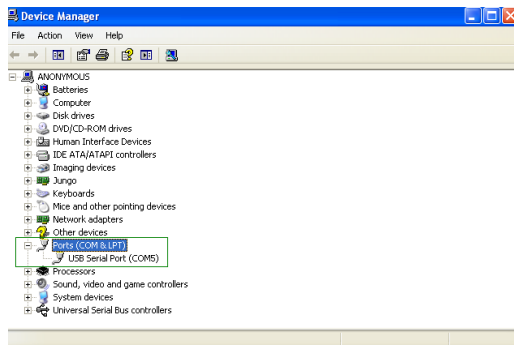 Device Manager
File Action View Help
ANONYMOUS
Batteries
Computer
Disk drives
DVD/CD-ROM drives
Human Interface Devices
IDE ATA/ATAPI controllers
Imaging devices
Jungo
Keyboards
Mice and other pointing devices
Network adapters
Other devices
Ports (COM & LPT)
USB Serial Port (COM5)
Processors
Sound, video and game controllers
System devices
Universal Serial Bus controllers